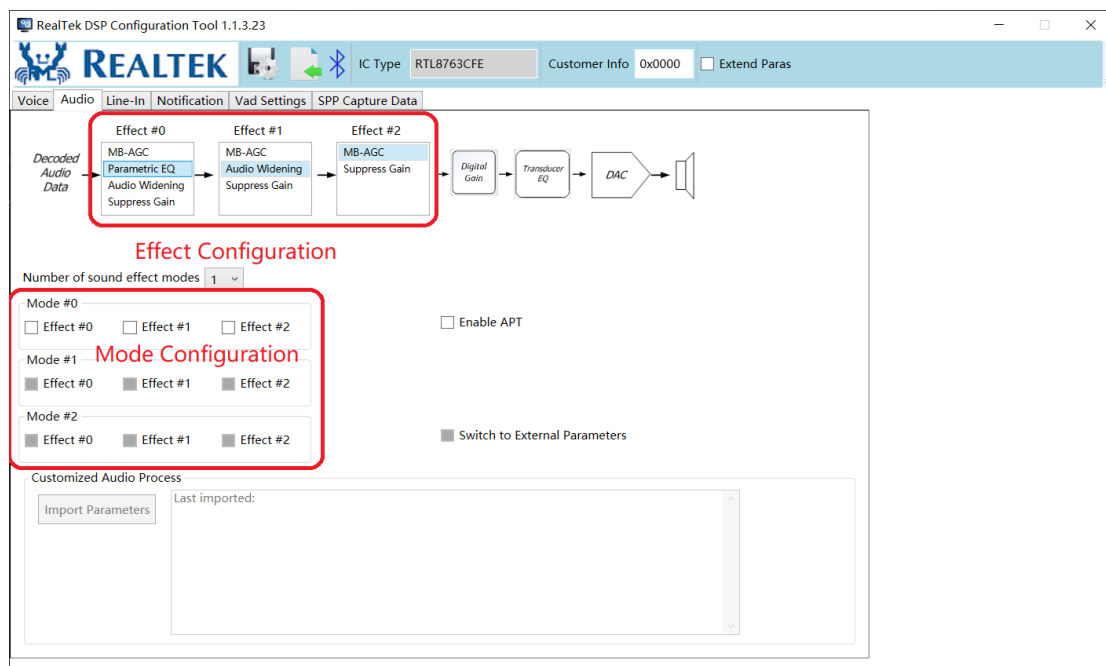 RealTek DSP Configuration Tool 1.1.3.23
REALTEK IC Type RTL8763CFE Customer Info 0x0000 Extend Paras
Voice Audio Line-In Notification Vad Settings SPP Capture Data
Effect #0 Effect #1 Effect #2
Decoded
Audio
Data
MB-AGC
Parametric EQ
Audio Widening
Suppress Gain
MB-AGC
Audio Widening
Suppress Gain
MB-AGC
Suppress Gain
Digital
Gain
Transducer
EQ
DAC
Effect Configuration
Number of sound effect modes 1
Mode #0
Effect #0 Effect #1 Effect #2
Enable APT
Mode Configuration
Mode #1
Effect #0 Effect #1 Effect #2
Mode #2
Effect #0 Effect #1 Effect #2
Switch to External Parameters
Customized Audio Process
Import Parameters
Last imported: